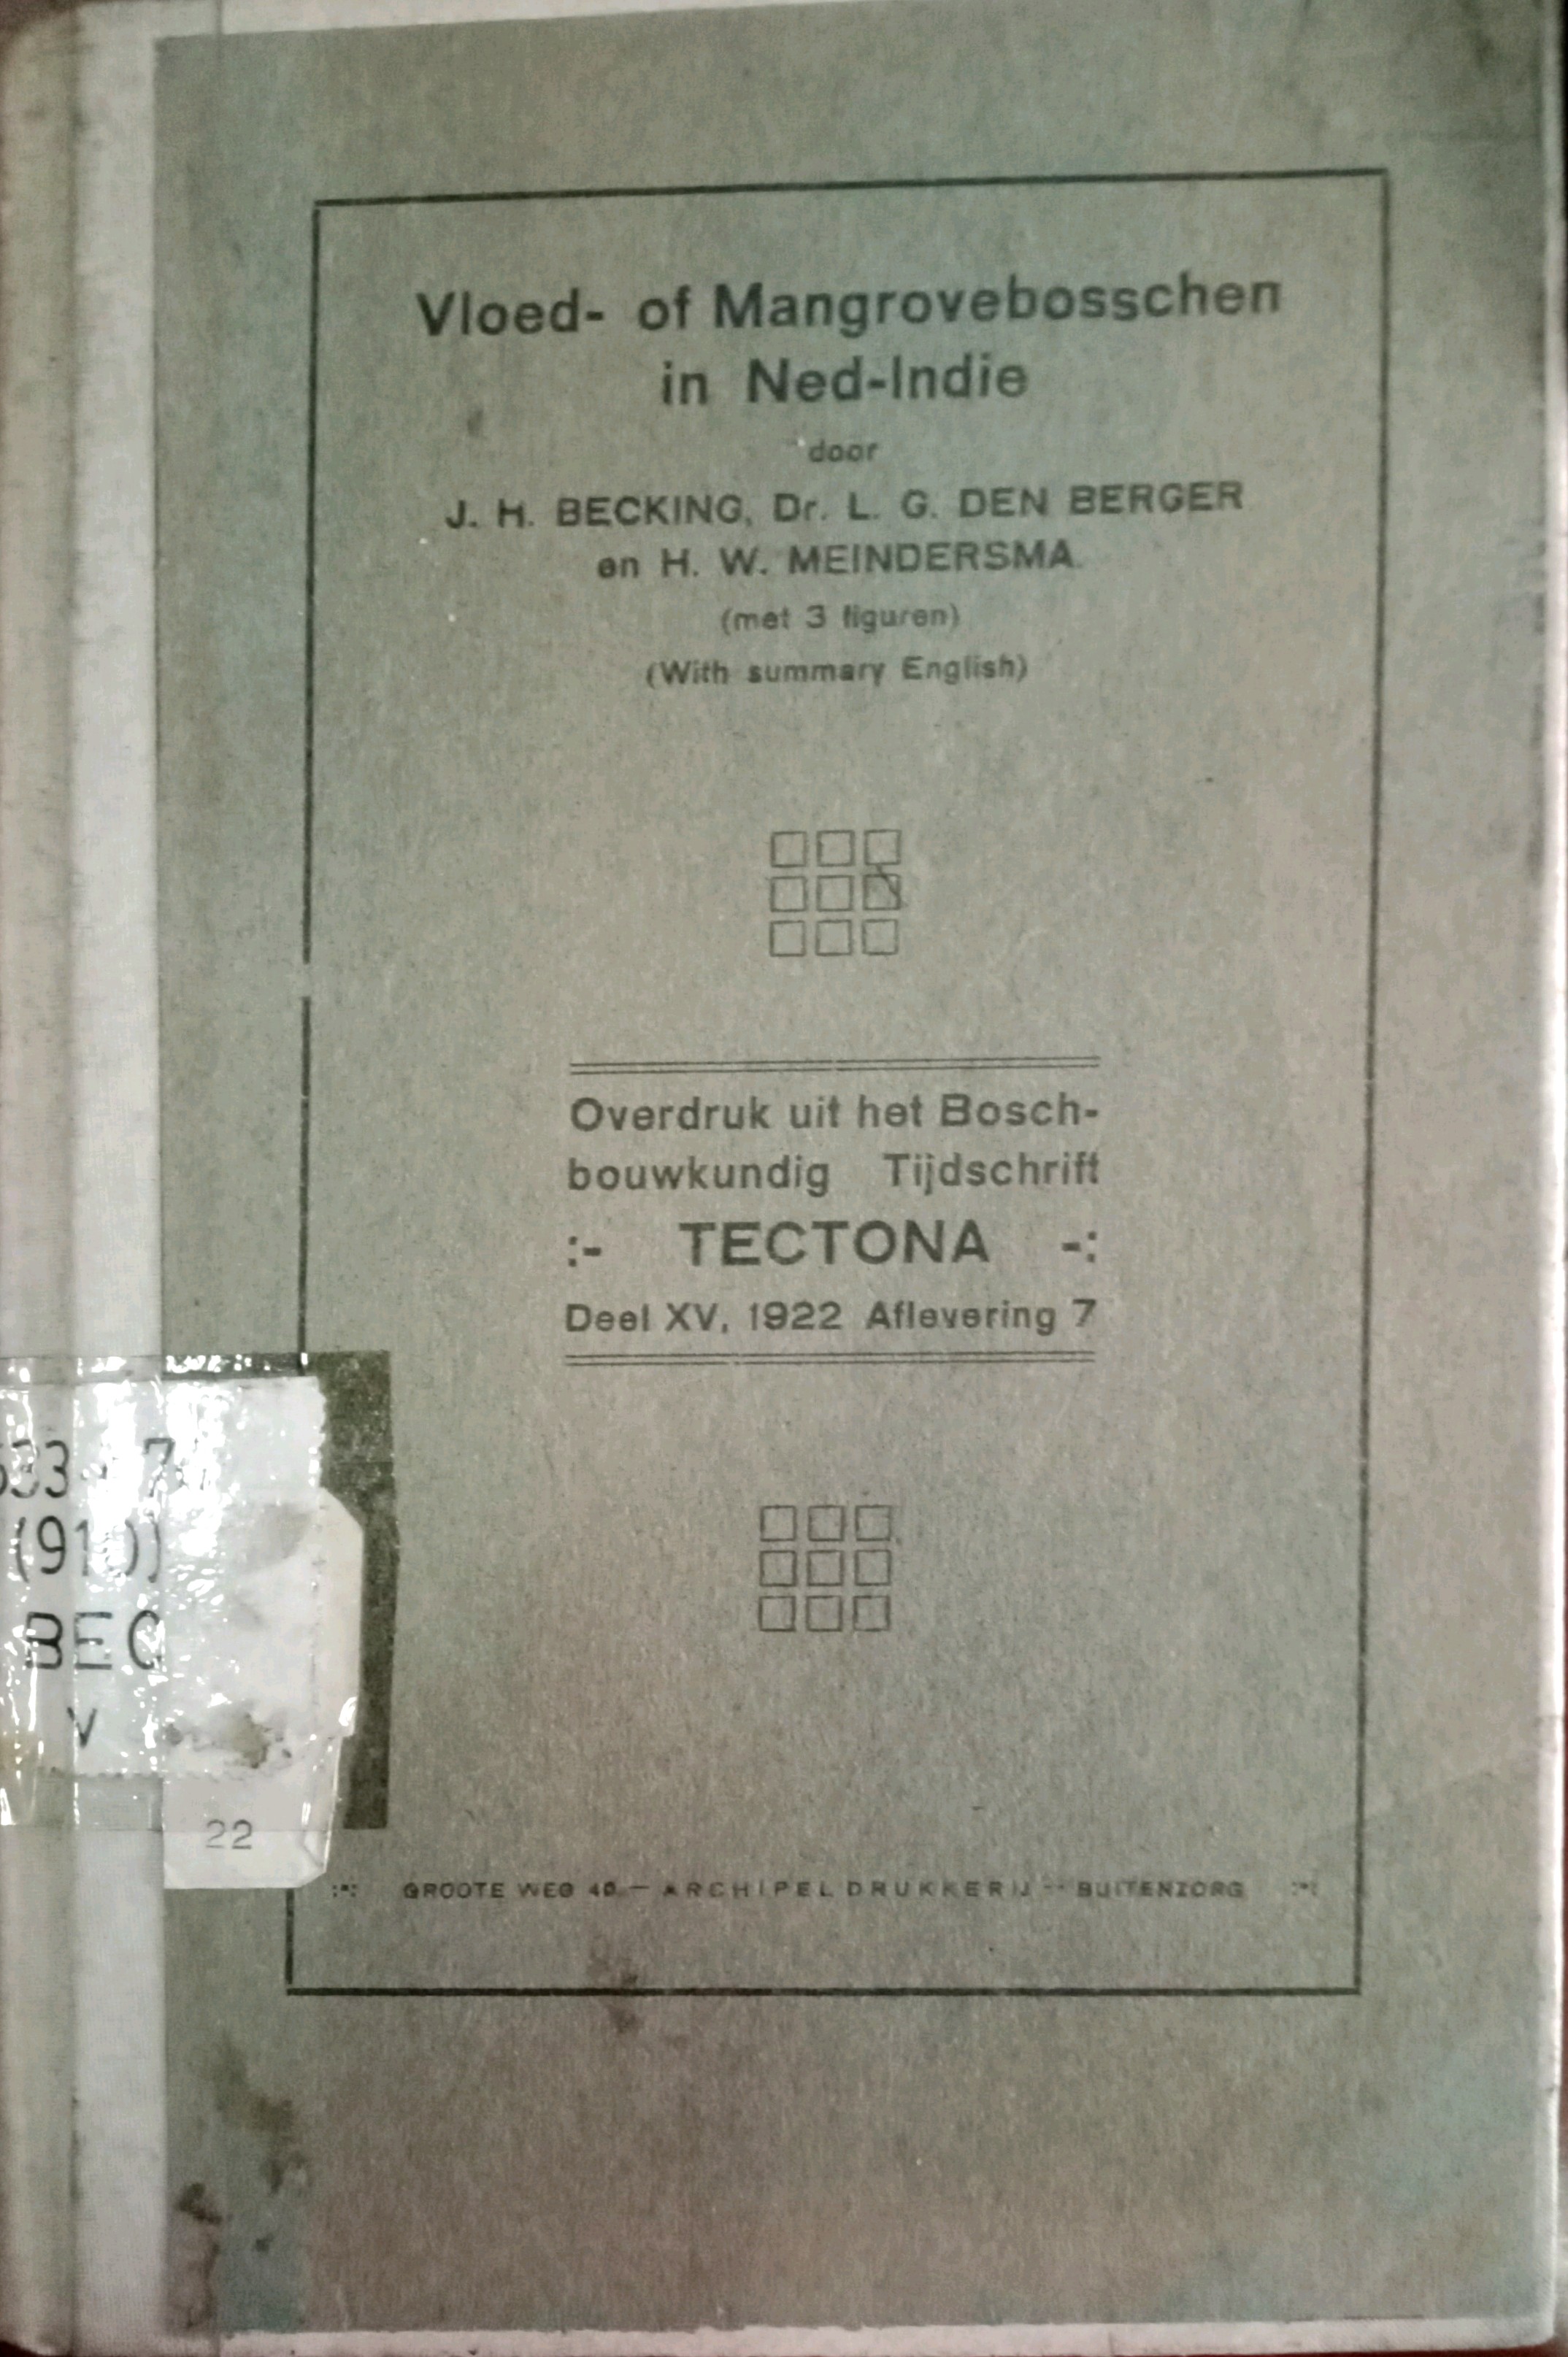 Vloed- of Mangrovebosschen
in Ned-Indie
door
J. H. BECKING, Dr. L. G. DEN BERGER
en H. W. MEINDERSMA
(met 3 figuren)
(With summary English)
Overdruk uit het Bosch-
bouwkundig Tijdschrift
:- TECTONA -:
Deel XV, 1922 Aflevering 7
(910)
BEC
V
22
GROOTE WEG 40 — ARCHIPEL DRUKKERIJ — BUITENZORG